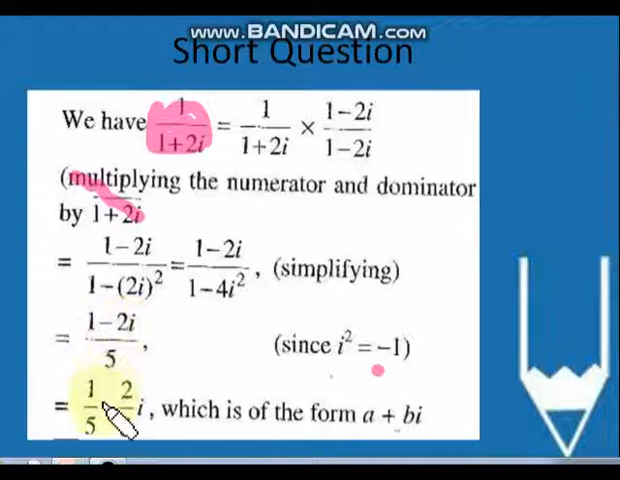 www.BANDICAM.com
Short Question
We have 1/(1+2i) = 1/(1+2i) × (1−2i)/(1−2i)
(multiplying the numerator and dominator
by \overline{1+2i}
= (1−2i)/(1−(2i)²) = (1−2i)/(1−4i²), (simplifying)
= (1−2i)/5, (since i² = −1)
= 1/5 2 i, which is of the form a + bi